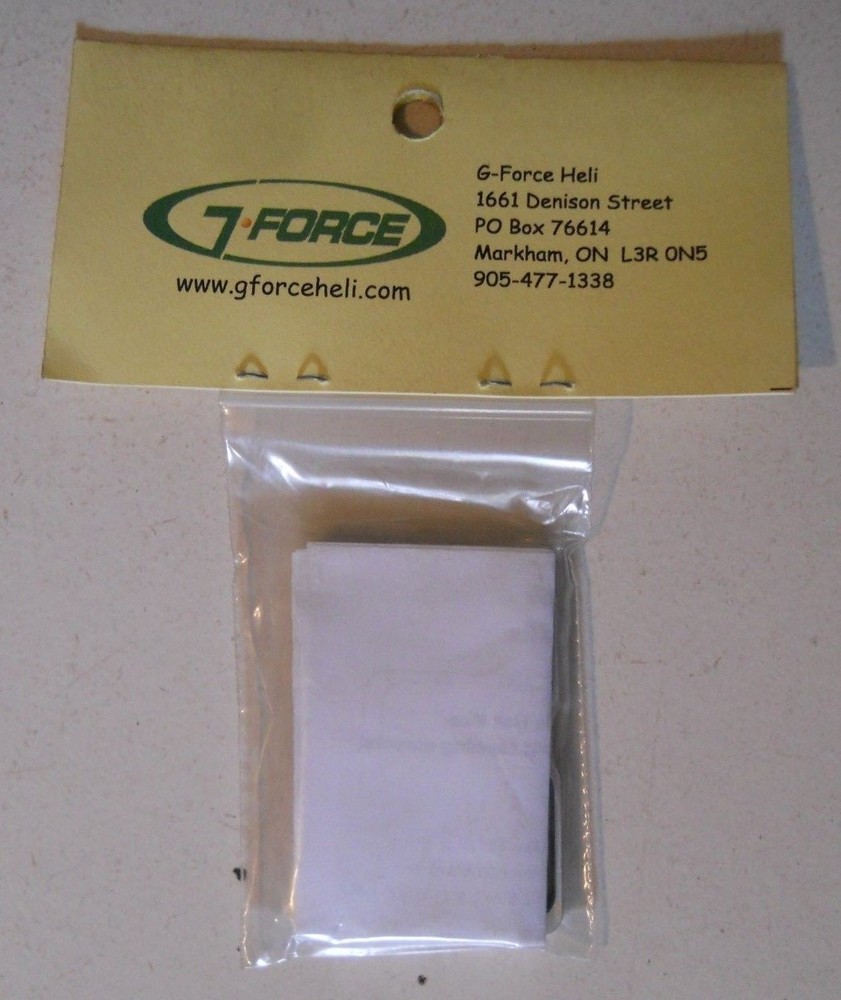 G-FORCE
www.gforceheli.com
G-Force Heli
1661 Denison Street
PO Box 76614
Markham, ON  L3R 0N5
905-477-1338